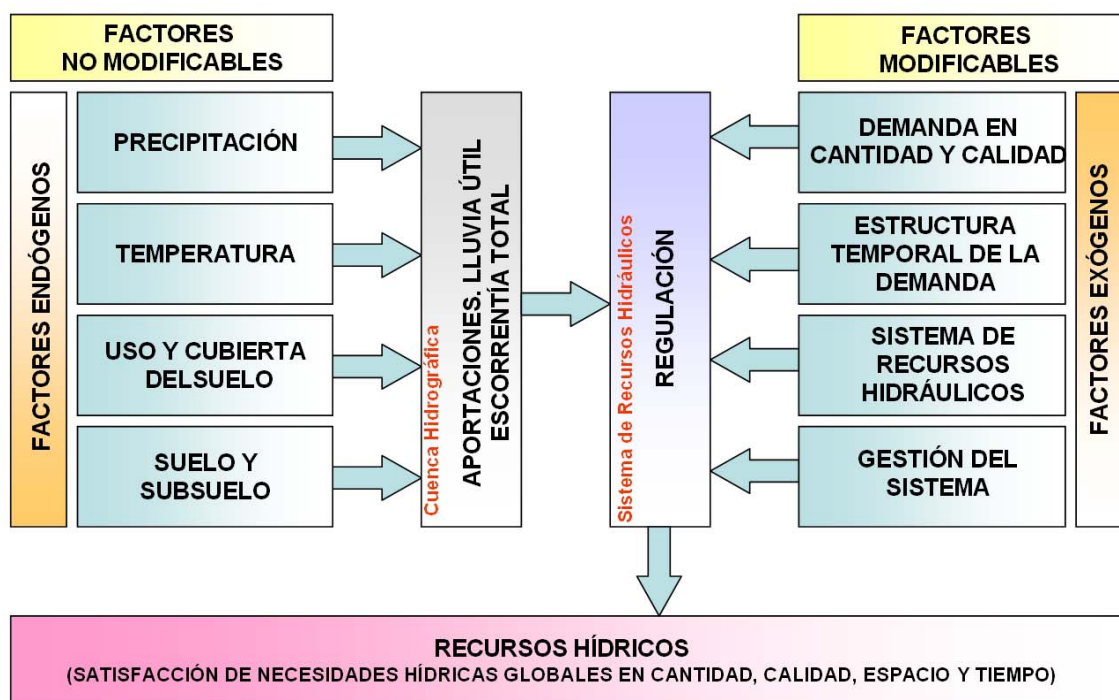 FACTORES
NO MODIFICABLES
FACTORES ENDÓGENOS
PRECIPITACIÓN
TEMPERATURA
USO Y CUBIERTA
DELSUELO
SUELO Y
SUBSUELO
Cuenca Hidrográfica
APORTACIONES. LLUVIA ÚTIL
ESCORRENTÍA TOTAL
Sistema de Recursos Hidráulicos
REGULACIÓN
FACTORES
MODIFICABLES
DEMANDA EN
CANTIDAD Y CALIDAD
ESTRUCTURA
TEMPORAL DE LA
DEMANDA
SISTEMA DE
RECURSOS
HIDRÁULICOS
GESTIÓN DEL
SISTEMA
FACTORES EXÓGENOS
RECURSOS HÍDRICOS
(SATISFACCIÓN DE NECESIDADES HÍDRICAS GLOBALES EN CANTIDAD, CALIDAD, ESPACIO Y TIEMPO)